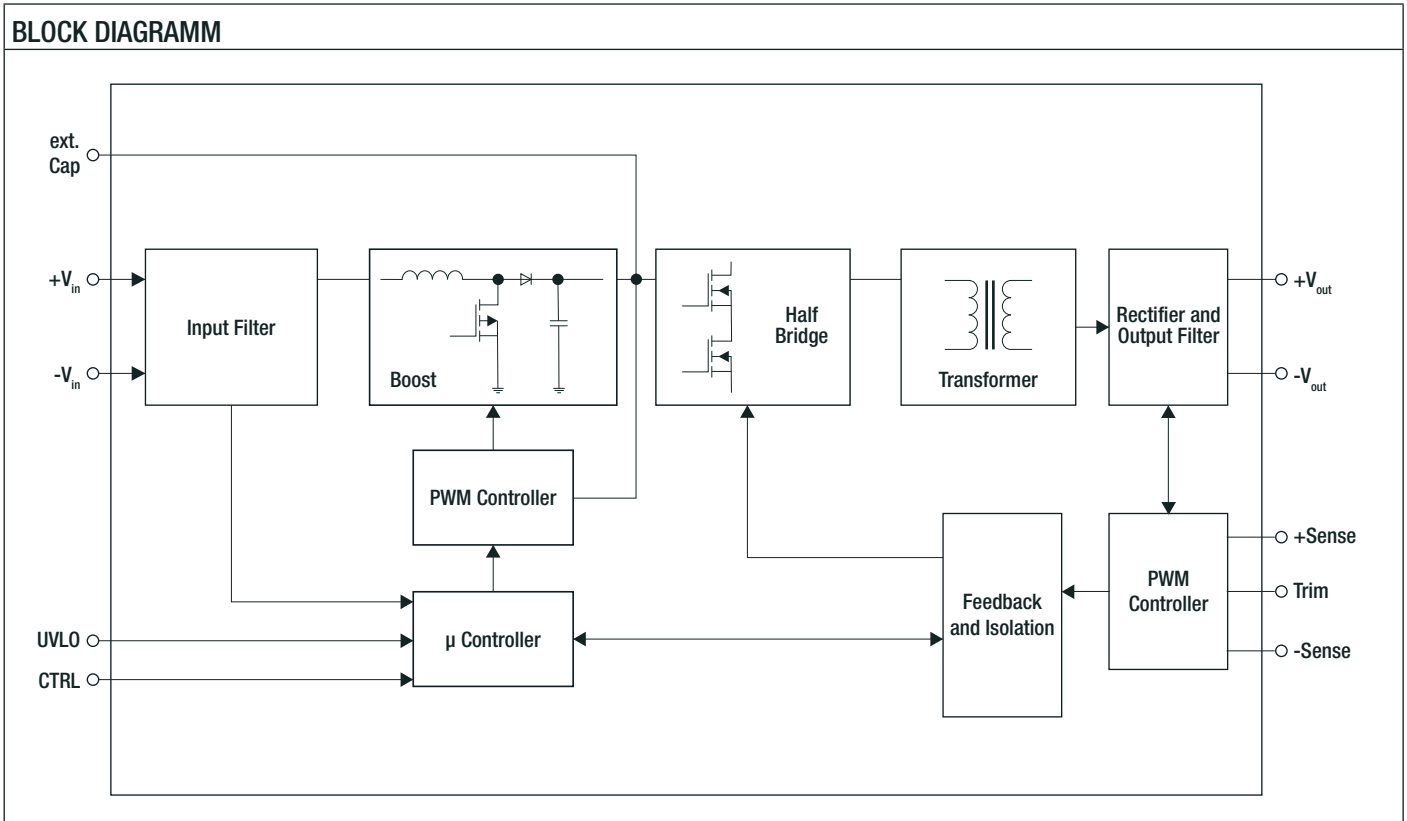 BLOCK DIAGRAMM
ext.
Cap
+Vin
-Vin
Input Filter
Boost
Half
Bridge
Transformer
Rectifier and
Output Filter
+Vout
-Vout
PWM Controller
UVLO
CTRL
µ Controller
Feedback
and Isolation
PWM
Controller
+Sense
Trim
-Sense